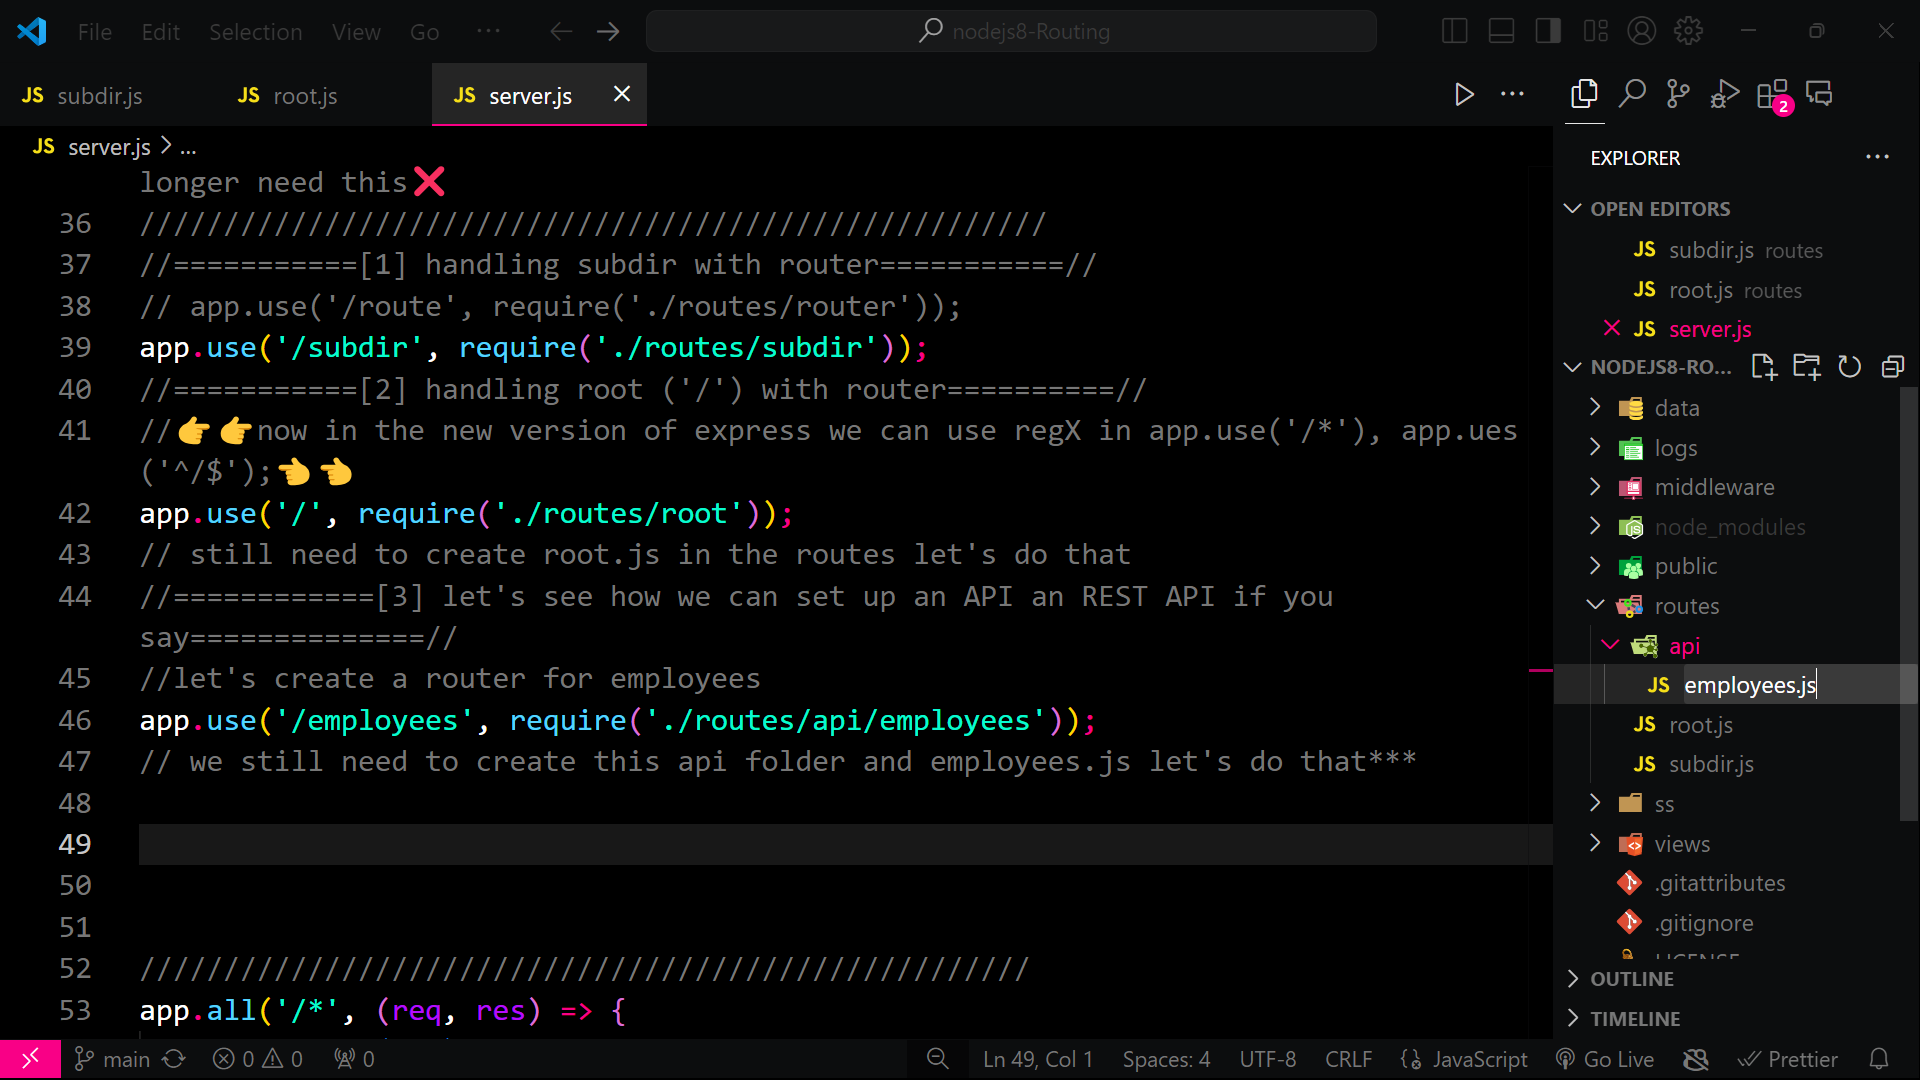 File Edit Selection View Go ··· nodejs8-Routing
JS subdir.js JS root.js JS server.js
JS server.js > ...
longer need this❌
36 //////////////////////////////////////////////////////
37 //===========[1] handling subdir with router===========//
38 // app.use('/route', require('./routes/router'));
39 app.use('/subdir', require('./routes/subdir'));
40 //===========[2] handling root ('/') with router==========//
41 //👉👉now in the new version of express we can use regX in app.use('/*'), app.ues
('^/$');👈👈
42 app.use('/', require('./routes/root'));
43 // still need to create root.js in the routes let's do that
44 //============[3] let's see how we can set up an API an REST API if you
say==============//
45 //let's create a router for employees
46 app.use('/employees', require('./routes/api/employees'));
47 // we still need to create this api folder and employees.js let's do that***
48
49
50
51
52 /////////////////////////////////////////////////////
53 app.all('/*', (req, res) => {
2
EXPLORER ···
OPEN EDITORS
JS subdir.js routes
JS root.js routes
JS server.js
NODEJS8-RO...
data
logs
middleware
node_modules
public
routes
api
JS employees.js
JS root.js
JS subdir.js
ss
views
.gitattributes
.gitignore
OUTLINE
TIMELINE
main 0 0 0 Ln 49, Col 1 Spaces: 4 UTF-8 CRLF {} JavaScript Go Live Prettier